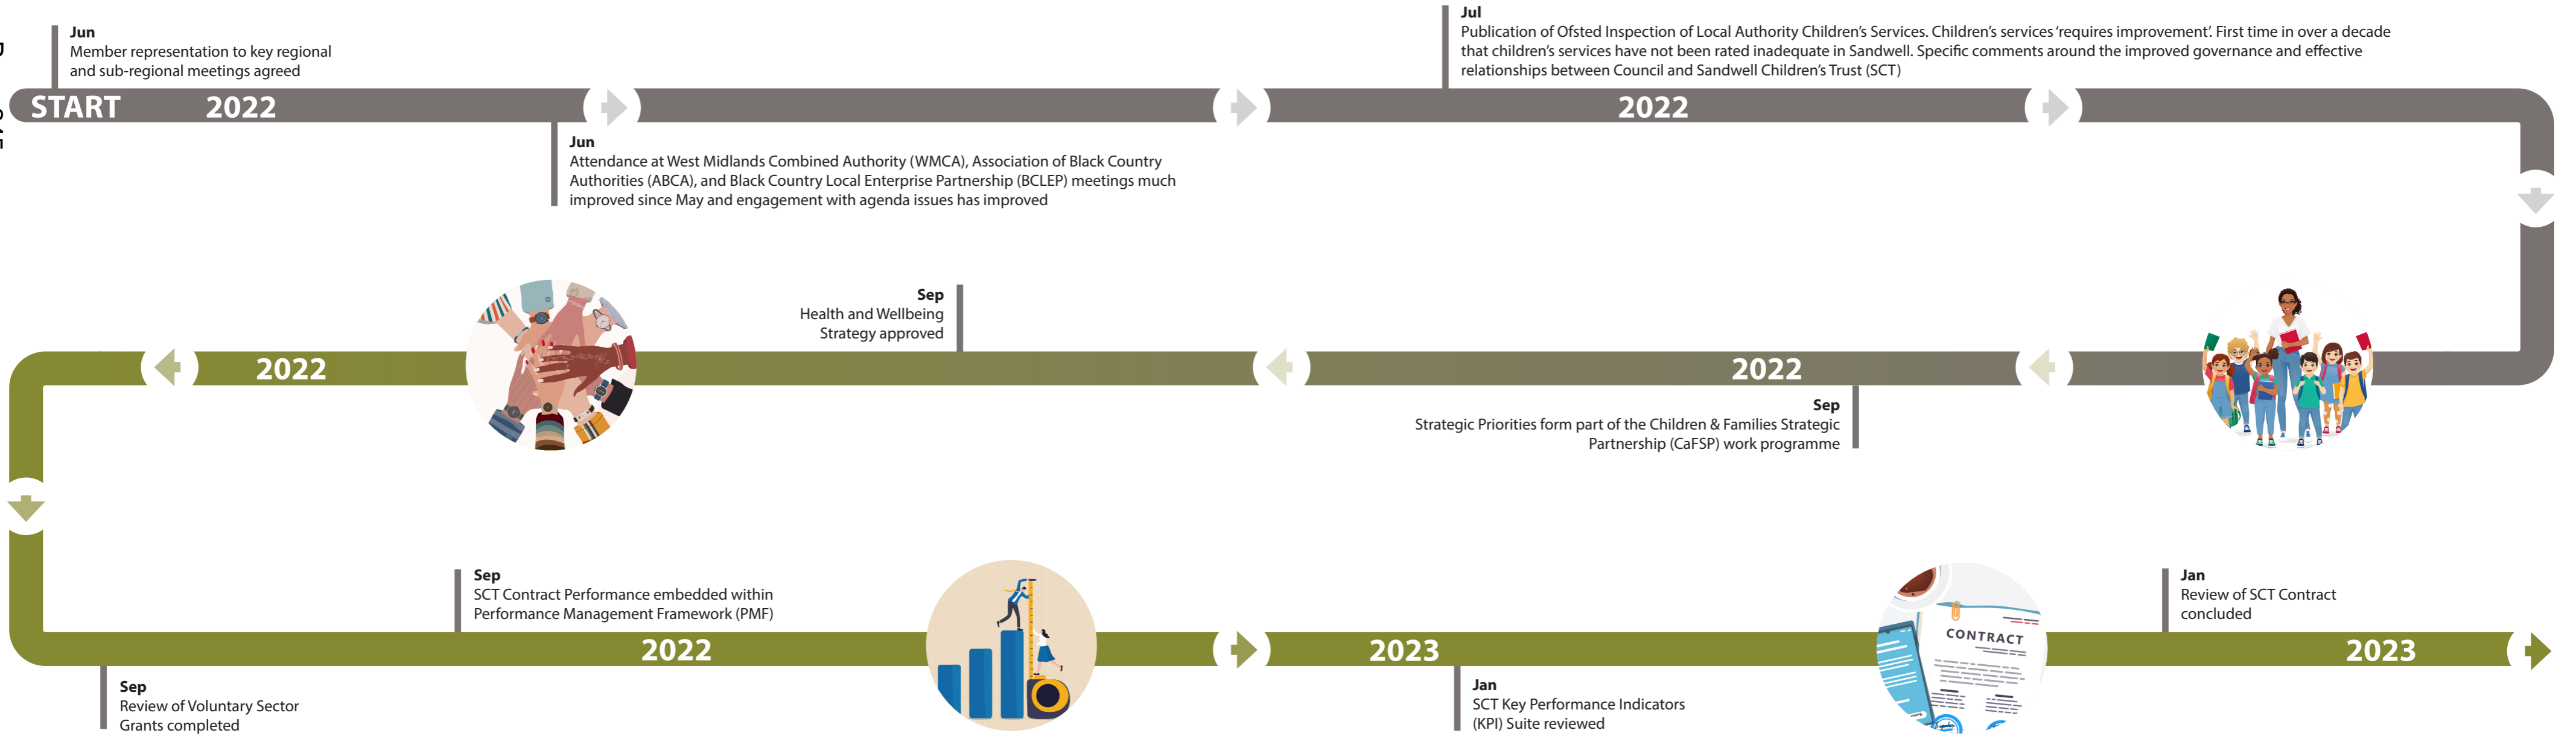 Jun
Member representation to key regional
and sub-regional meetings agreed
Jul
Publication of Ofsted Inspection of Local Authority Children’s Services. Children’s services ‘requires improvement’. First time in over a decade
that children’s services have not been rated inadequate in Sandwell. Specific comments around the improved governance and effective
relationships between Council and Sandwell Children’s Trust (SCT)
START 2022
2022
Jun
Attendance at West Midlands Combined Authority (WMCA), Association of Black Country
Authorities (ABCA), and Black Country Local Enterprise Partnership (BCLEP) meetings much
improved since May and engagement with agenda issues has improved
2022
Sep
Strategic Priorities form part of the Children & Families Strategic
Partnership (CaFSP) work programme
Sep
Health and Wellbeing
Strategy approved
2022
Sep
Review of Voluntary Sector
Grants completed
Sep
SCT Contract Performance embedded within
Performance Management Framework (PMF)
2022
2023
Jan
SCT Key Performance Indicators
(KPI) Suite reviewed
CONTRACT
Jan
Review of SCT Contract
concluded
2023